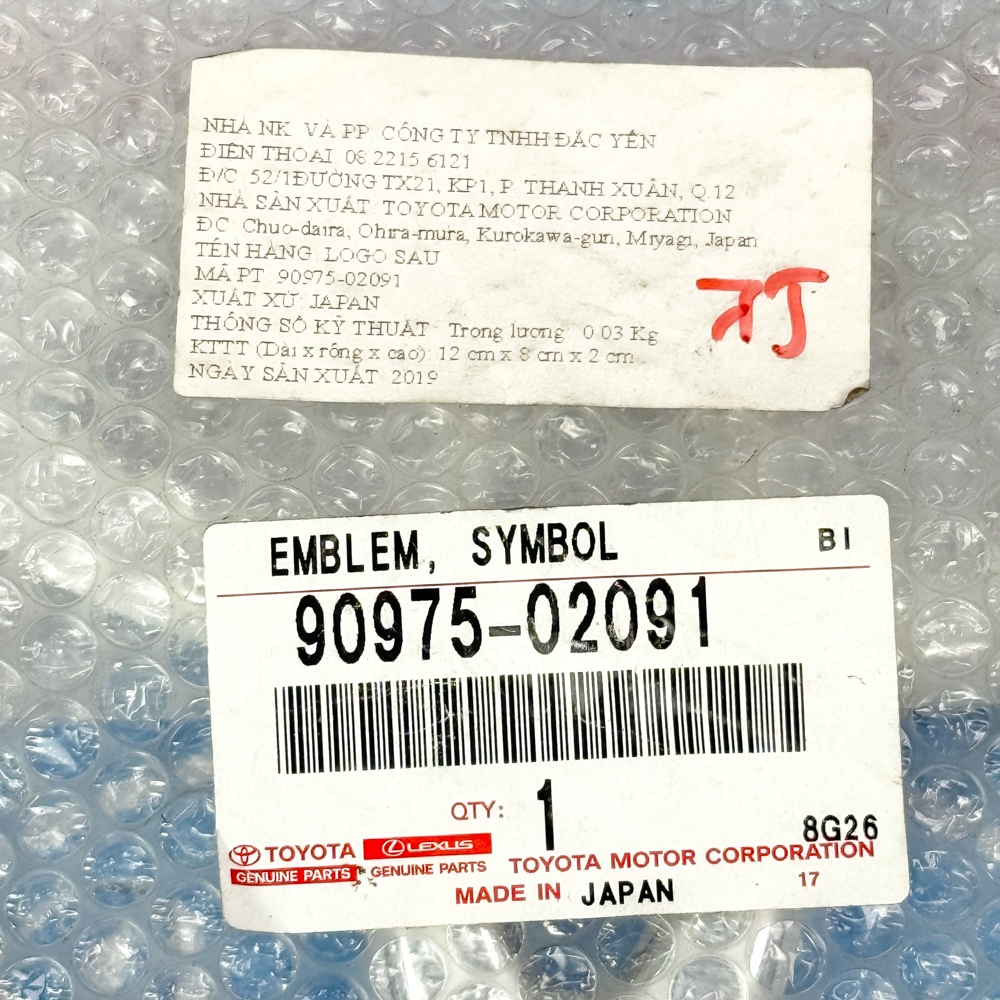 NHÀ NK VÀ PP CÔNG TY TNHH ĐẮC YẾN
ĐIỆN THOẠI 08 2215 6121
Đ/C 52/1 ĐƯỜNG TX21, KP1, P. THẠNH XUÂN, Q.12
NHÀ SẢN XUẤT TOYOTA MOTOR CORPORATION
ĐC Chuo-daira, Ohira-mura, Kurokawa-gun, Miyagi, Japan
TÊN HÀNG: LOGO SAU
MÃ PT 90975-02091
XUẤT XỨ: JAPAN
THÔNG SỐ KỸ THUẬT - Trọng lượng 0.03 Kg
KTTT (Dài x rộng x cao): 12 cm x 8 cm x 2 cm
NGÀY SẢN XUẤT 2019
EMBLEM, SYMBOL BI
90975-02091
QTY: 1
8G26
TOYOTA LEXUS
GENUINE PARTS GENUINE PARTS TOYOTA MOTOR CORPORATION
MADE IN JAPAN 17